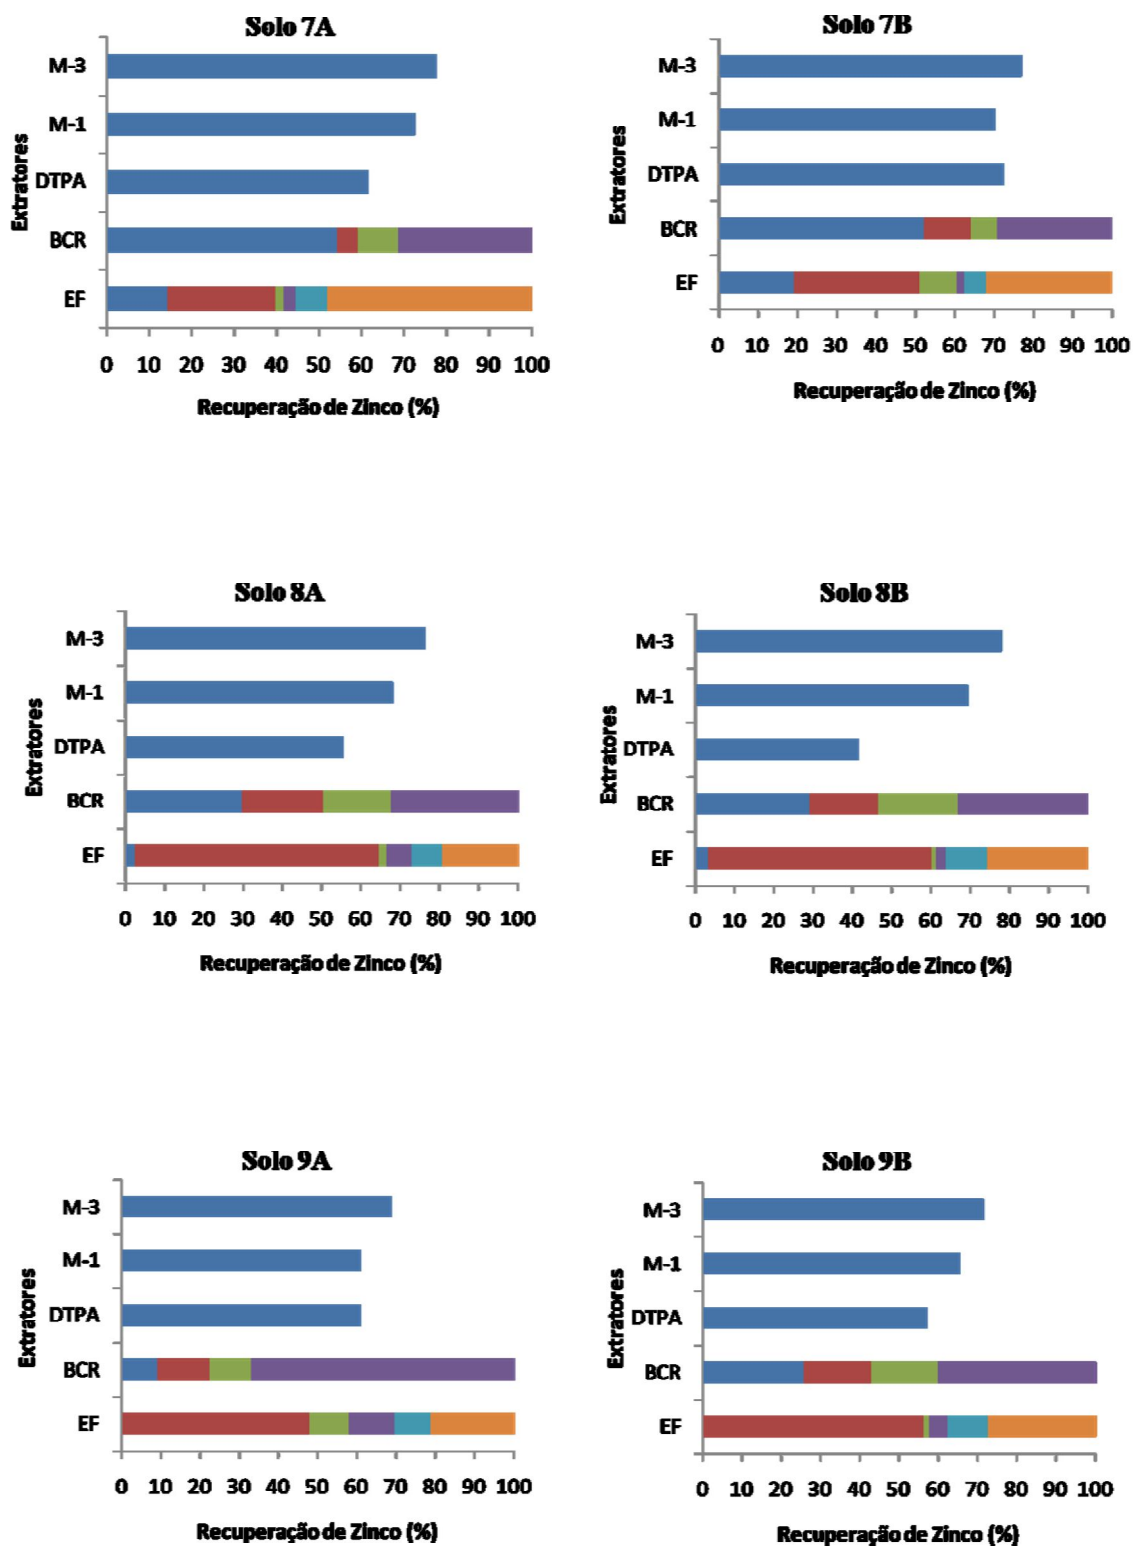 Solo 7A
Extratores
M-3
M-1
DTPA
BCR
EF
0 10 20 30 40 50 60 70 80 90 100
Recuperação de Zinco (%)
Solo 7B
Extratores
M-3
M-1
DTPA
BCR
EF
0 10 20 30 40 50 60 70 80 90 100
Recuperação de Zinco (%)
Solo 8A
Extratores
M-3
M-1
DTPA
BCR
EF
0 10 20 30 40 50 60 70 80 90 100
Recuperação de Zinco (%)
Solo 8B
Extratores
M-3
M-1
DTPA
BCR
EF
0 10 20 30 40 50 60 70 80 90 100
Recuperação de Zinco (%)
Solo 9A
Extratores
M-3
M-1
DTPA
BCR
EF
0 10 20 30 40 50 60 70 80 90 100
Recuperação de Zinco (%)
Solo 9B
Extratores
M-3
M-1
DTPA
BCR
EF
0 10 20 30 40 50 60 70 80 90 100
Recuperação de Zinco (%)